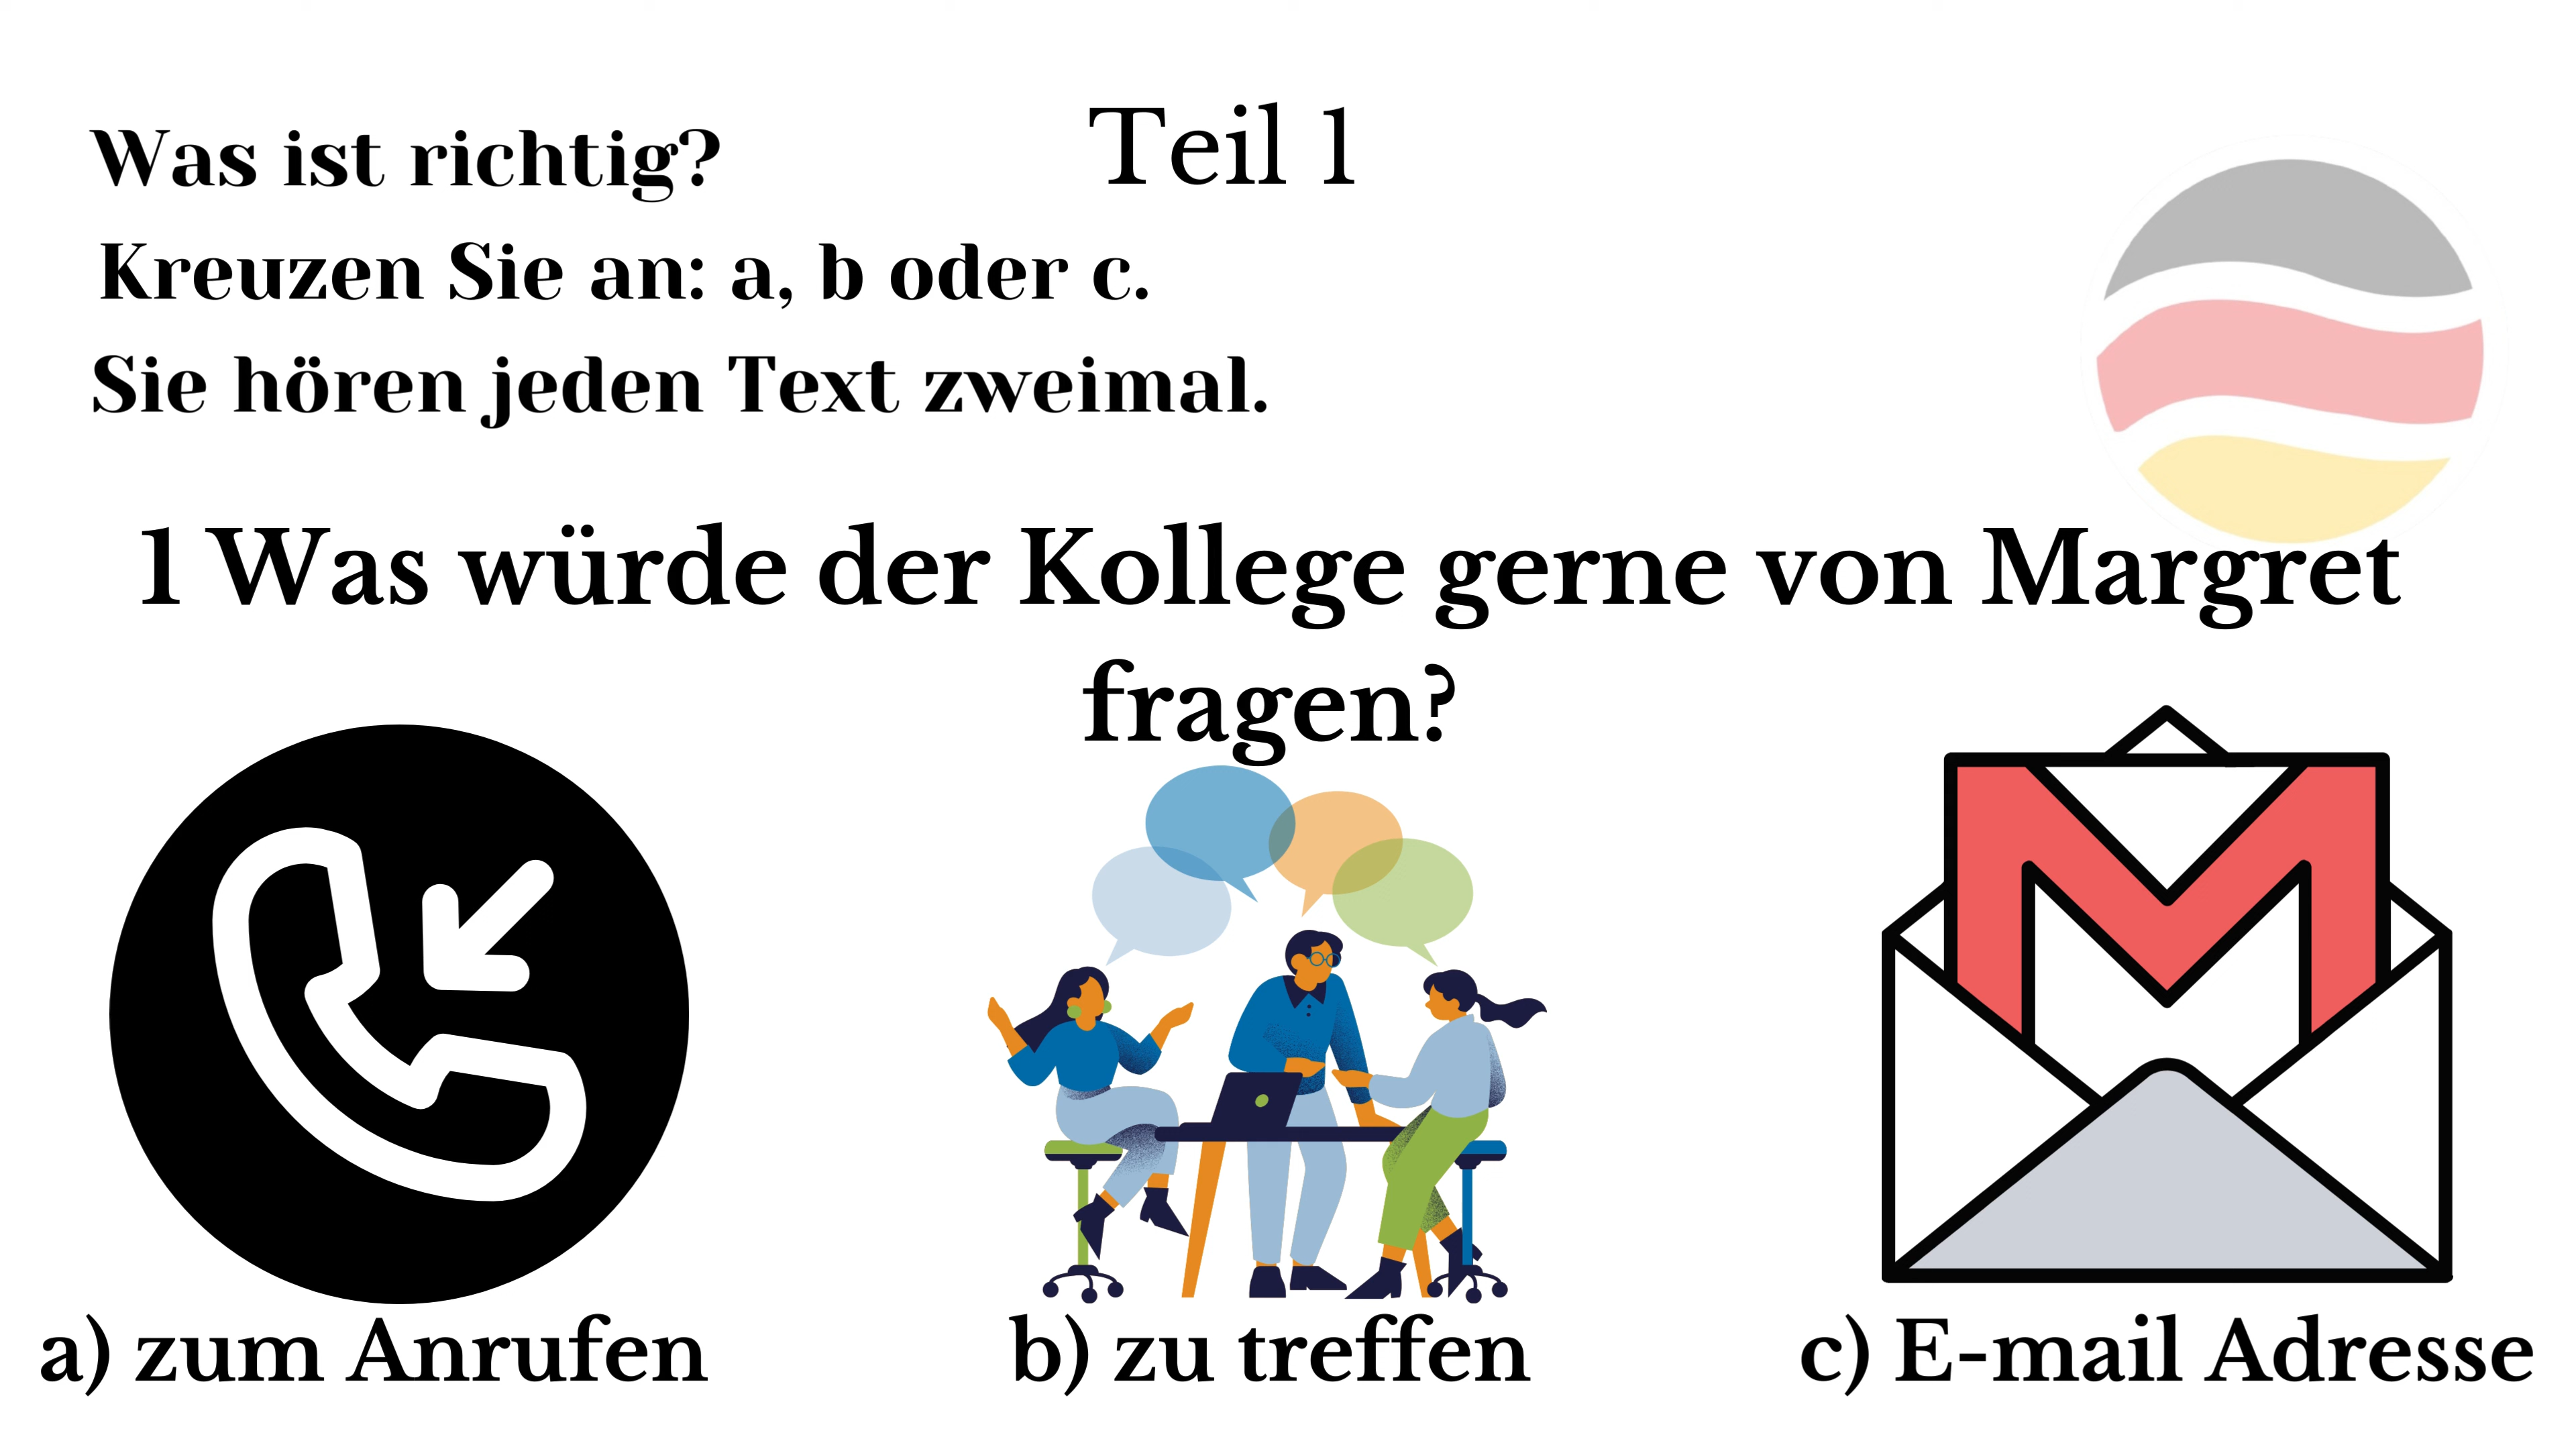 Teil 1
Was ist richtig?
Kreuzen Sie an: a, b oder c.
Sie hören jeden Text zweimal.
1 Was würde der Kollege gerne von Margret
fragen?
a) zum Anrufen
b) zu treffen
c) E-mail Adresse